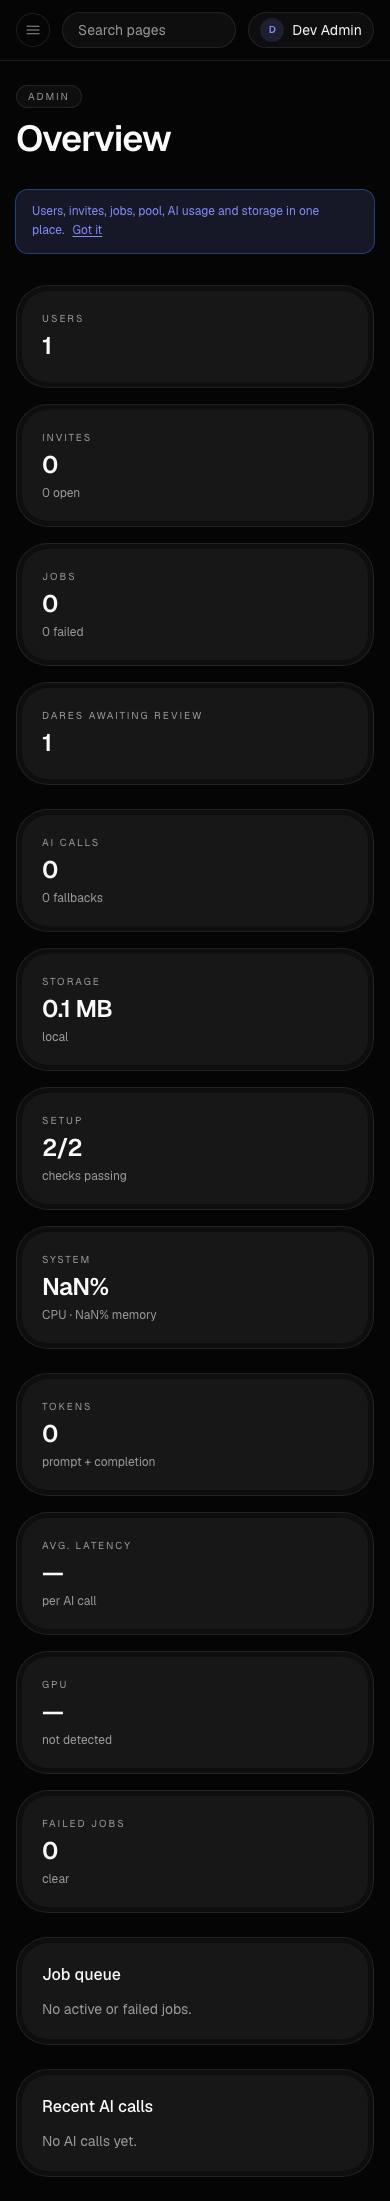 Search pages
D
Dev Admin
ADMIN
Overview
Users, invites, jobs, pool, AI usage and storage in one
place. Got it
USERS
1
INVITES
0
0 open
JOBS
0
0 failed
DARES AWAITING REVIEW
1
AI CALLS
0
0 fallbacks
STORAGE
0.1 MB
local
SETUP
2/2
checks passing
SYSTEM
NaN%
CPU · NaN% memory
TOKENS
0
prompt + completion
AVG. LATENCY
—
per AI call
GPU
—
not detected
FAILED JOBS
0
clear
Job queue
No active or failed jobs.
Recent AI calls
No AI calls yet.